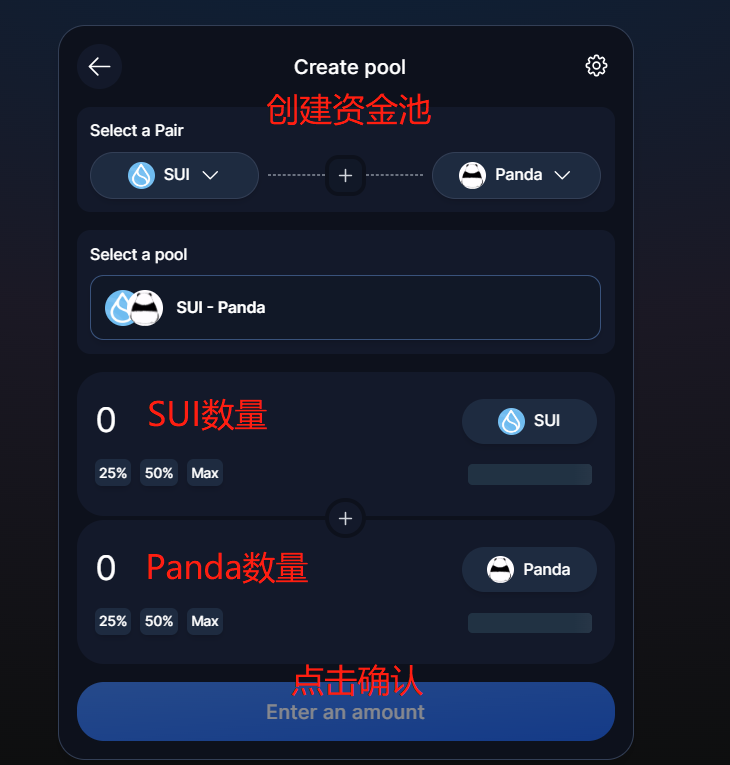 Create pool
创建资金池
Select a Pair
SUI
Panda
Select a pool
SUI - Panda
0 SUI数量 SUI
25% 50% Max
0 Panda数量 Panda
25% 50% Max
点击确认
Enter an amount